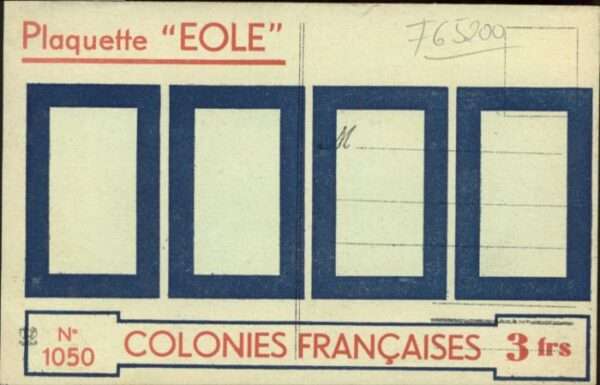 Plaquette "EOLE"
765200
M
N°
1050
COLONIES FRANÇAISES
3 frs